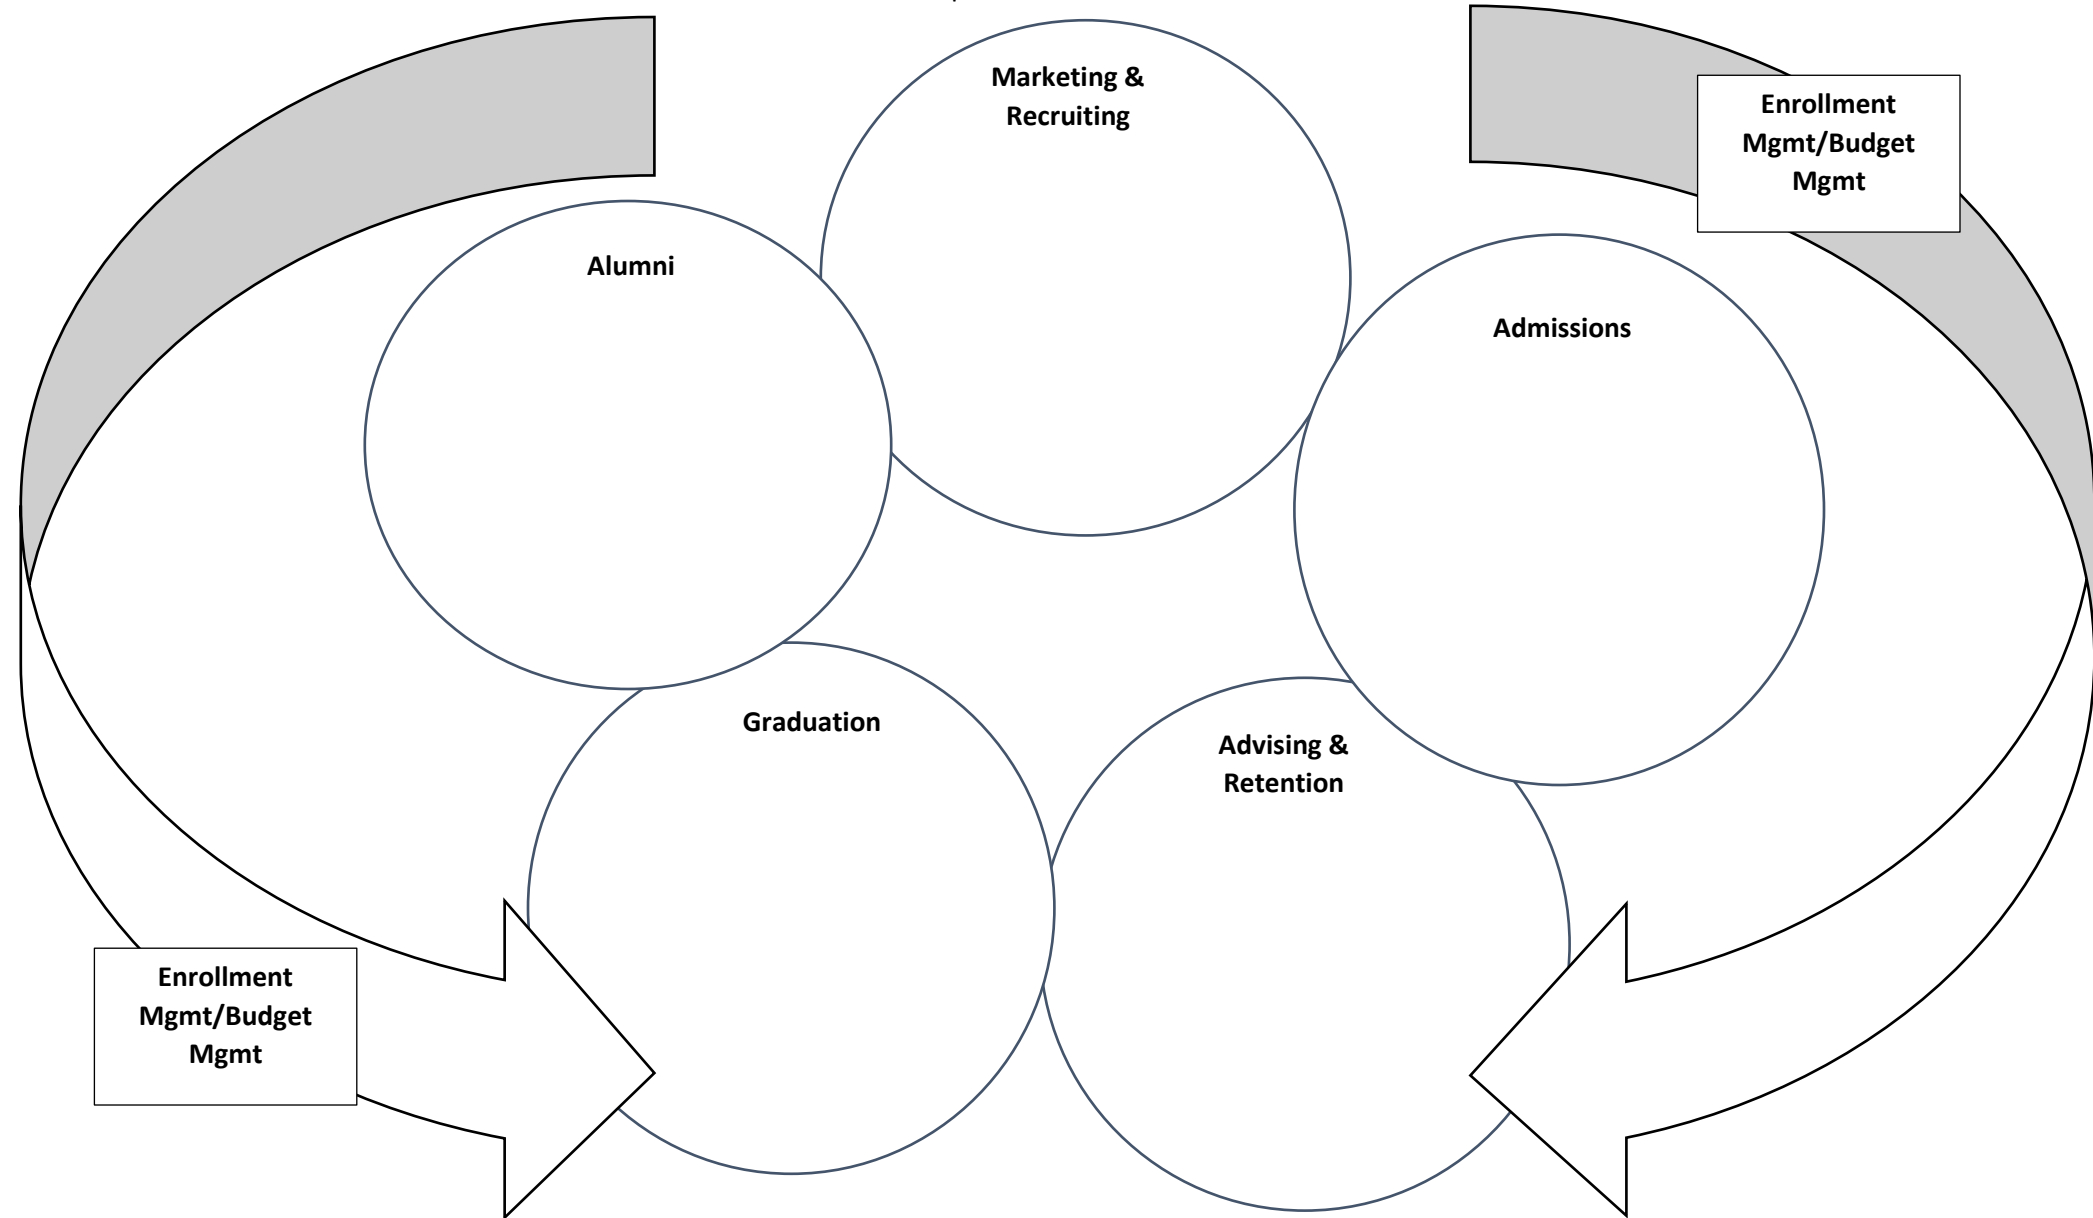 Marketing &
Recruiting
Enrollment
Mgmt/Budget
Mgmt
Alumni
Admissions
Graduation
Advising &
Retention
Enrollment
Mgmt/Budget
Mgmt